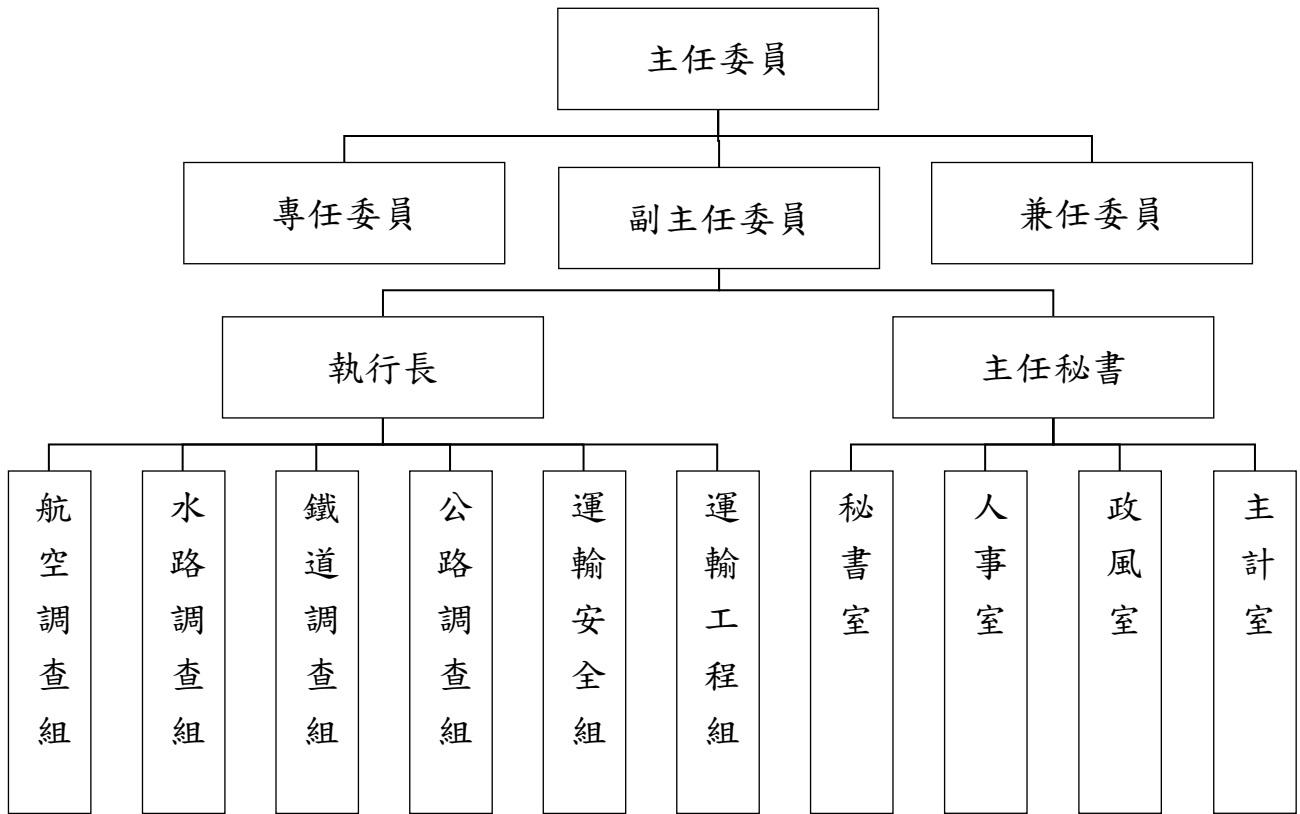 主任委員
專任委員
副主任委員
兼任委員
執行長
主任秘書
航空調查組
水路調查組
鐵道調查組
公路調查組
運輸安全組
運輸工程組
秘書室
人事室
政風室
主計室